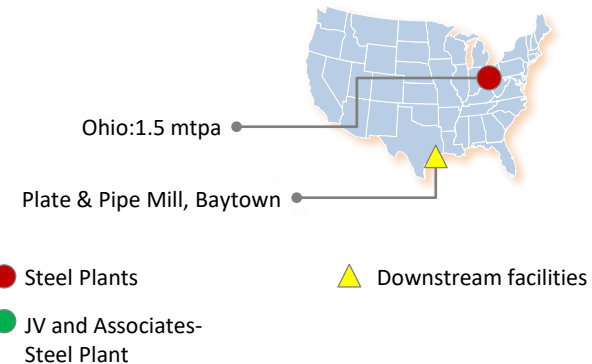 Ohio:1.5 mtpa
Plate & Pipe Mill, Baytown
Steel Plants
Downstream facilities
JV and Associates-
Steel Plant